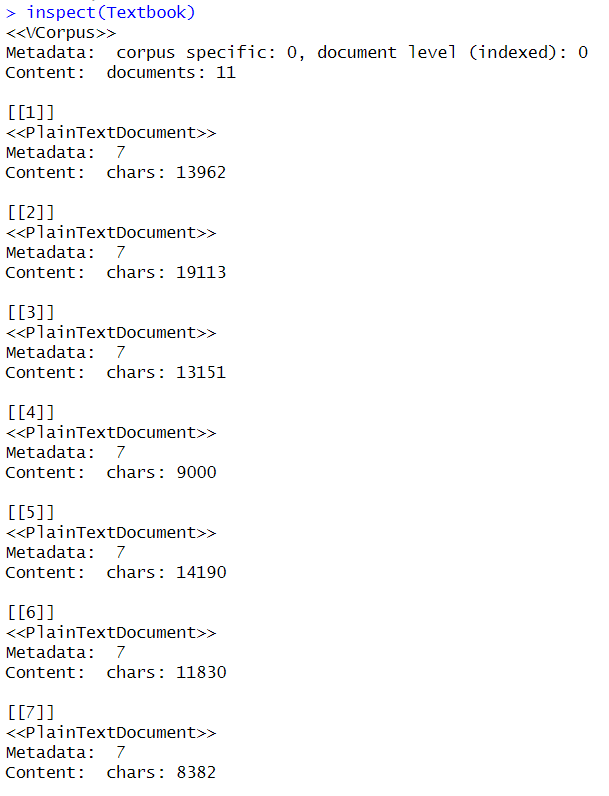 > inspect(Textbook)
<<VCorpus>>
Metadata:  corpus specific: 0, document level (indexed): 0
Content:  documents: 11

[[1]]
<<PlainTextDocument>>
Metadata:  7
Content:  chars: 13962

[[2]]
<<PlainTextDocument>>
Metadata:  7
Content:  chars: 19113

[[3]]
<<PlainTextDocument>>
Metadata:  7
Content:  chars: 13151

[[4]]
<<PlainTextDocument>>
Metadata:  7
Content:  chars: 9000

[[5]]
<<PlainTextDocument>>
Metadata:  7
Content:  chars: 14190

[[6]]
<<PlainTextDocument>>
Metadata:  7
Content:  chars: 11830

[[7]]
<<PlainTextDocument>>
Metadata:  7
Content:  chars: 8382